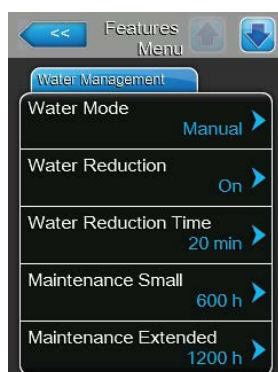 <<
Features
Menu
Water Management
Water Mode
Manual
Water Reduction
On
Water Reduction Time
20 min
Maintenance Small
600 h
Maintenance Extended
1200 h